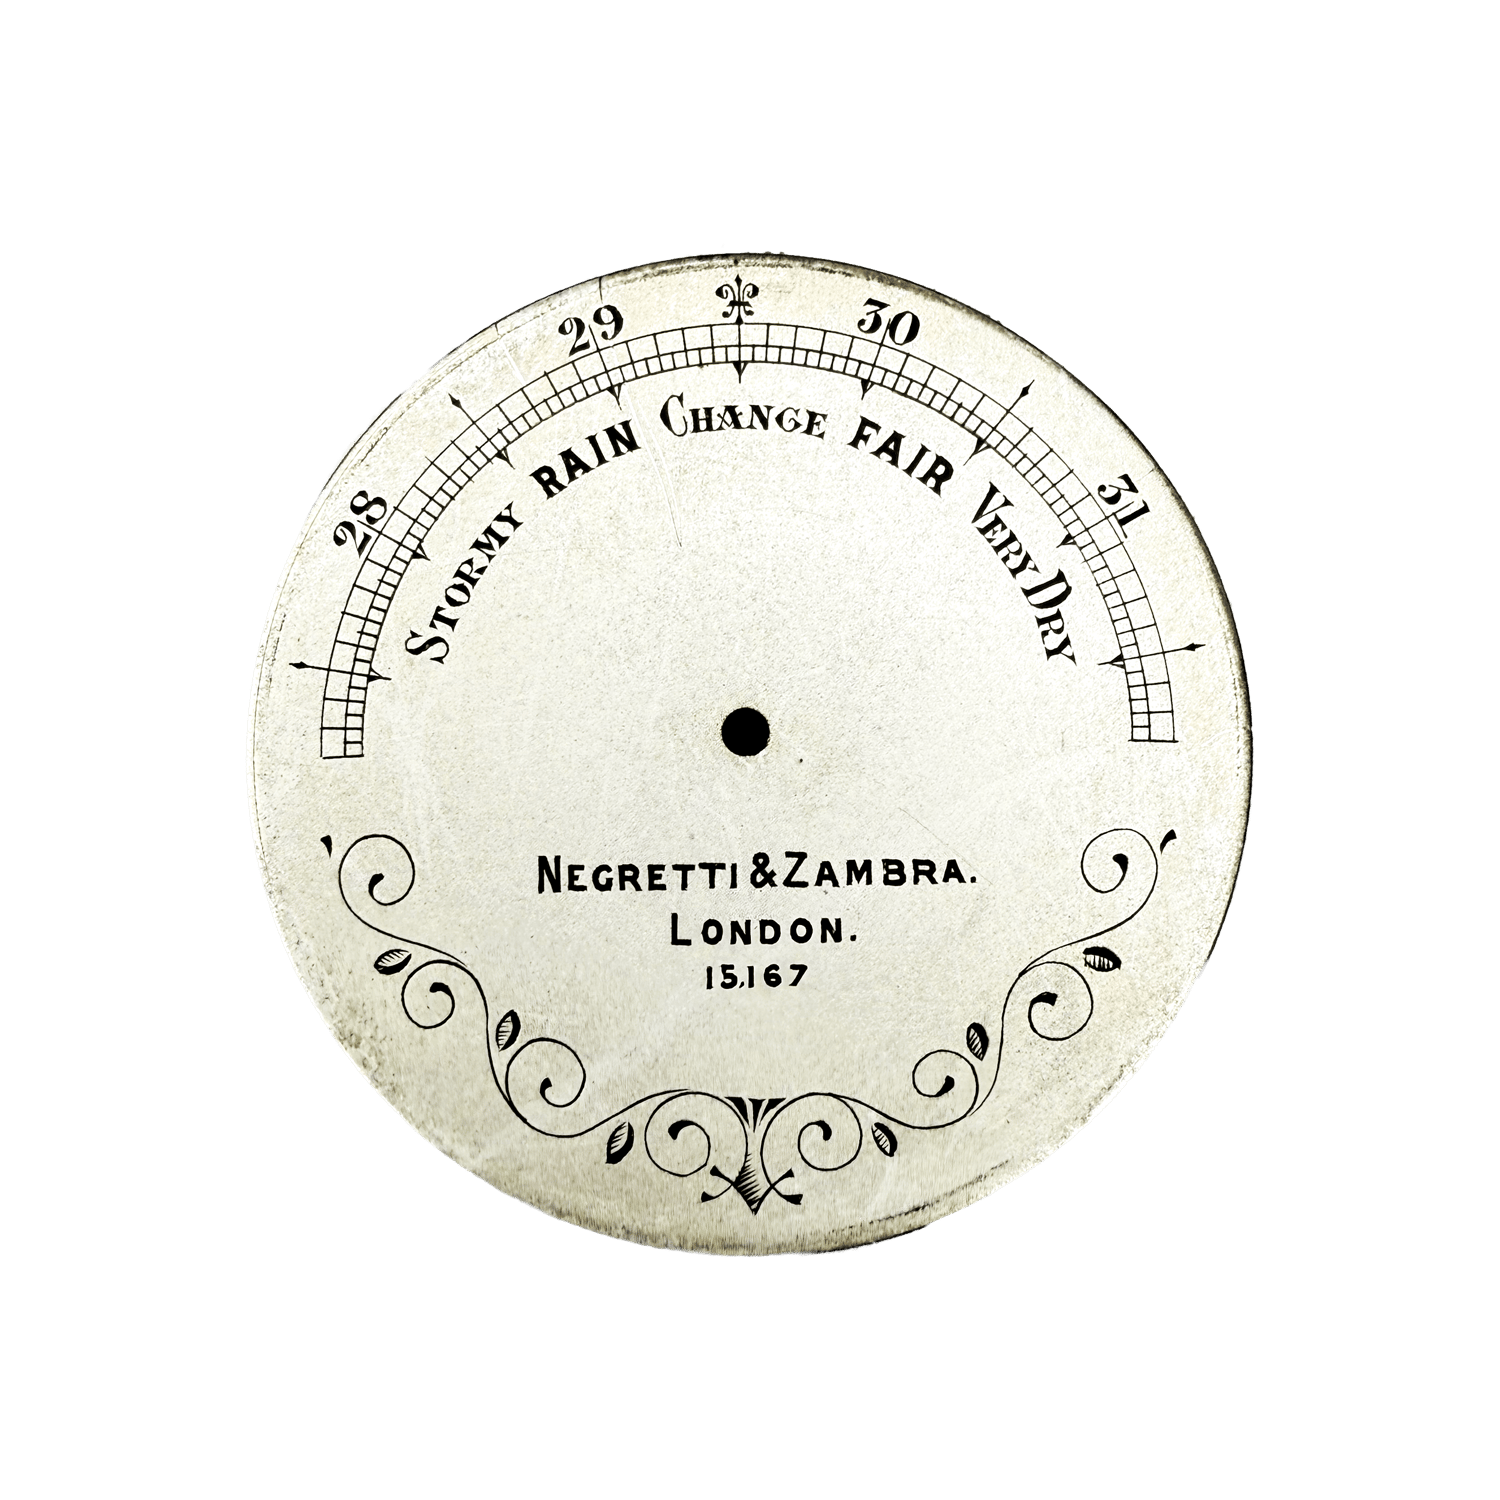 28 29 30 31
STORMY RAIN CHANGE FAIR VERY DRY
NEGRETTI & ZAMBRA.
LONDON.
15,167